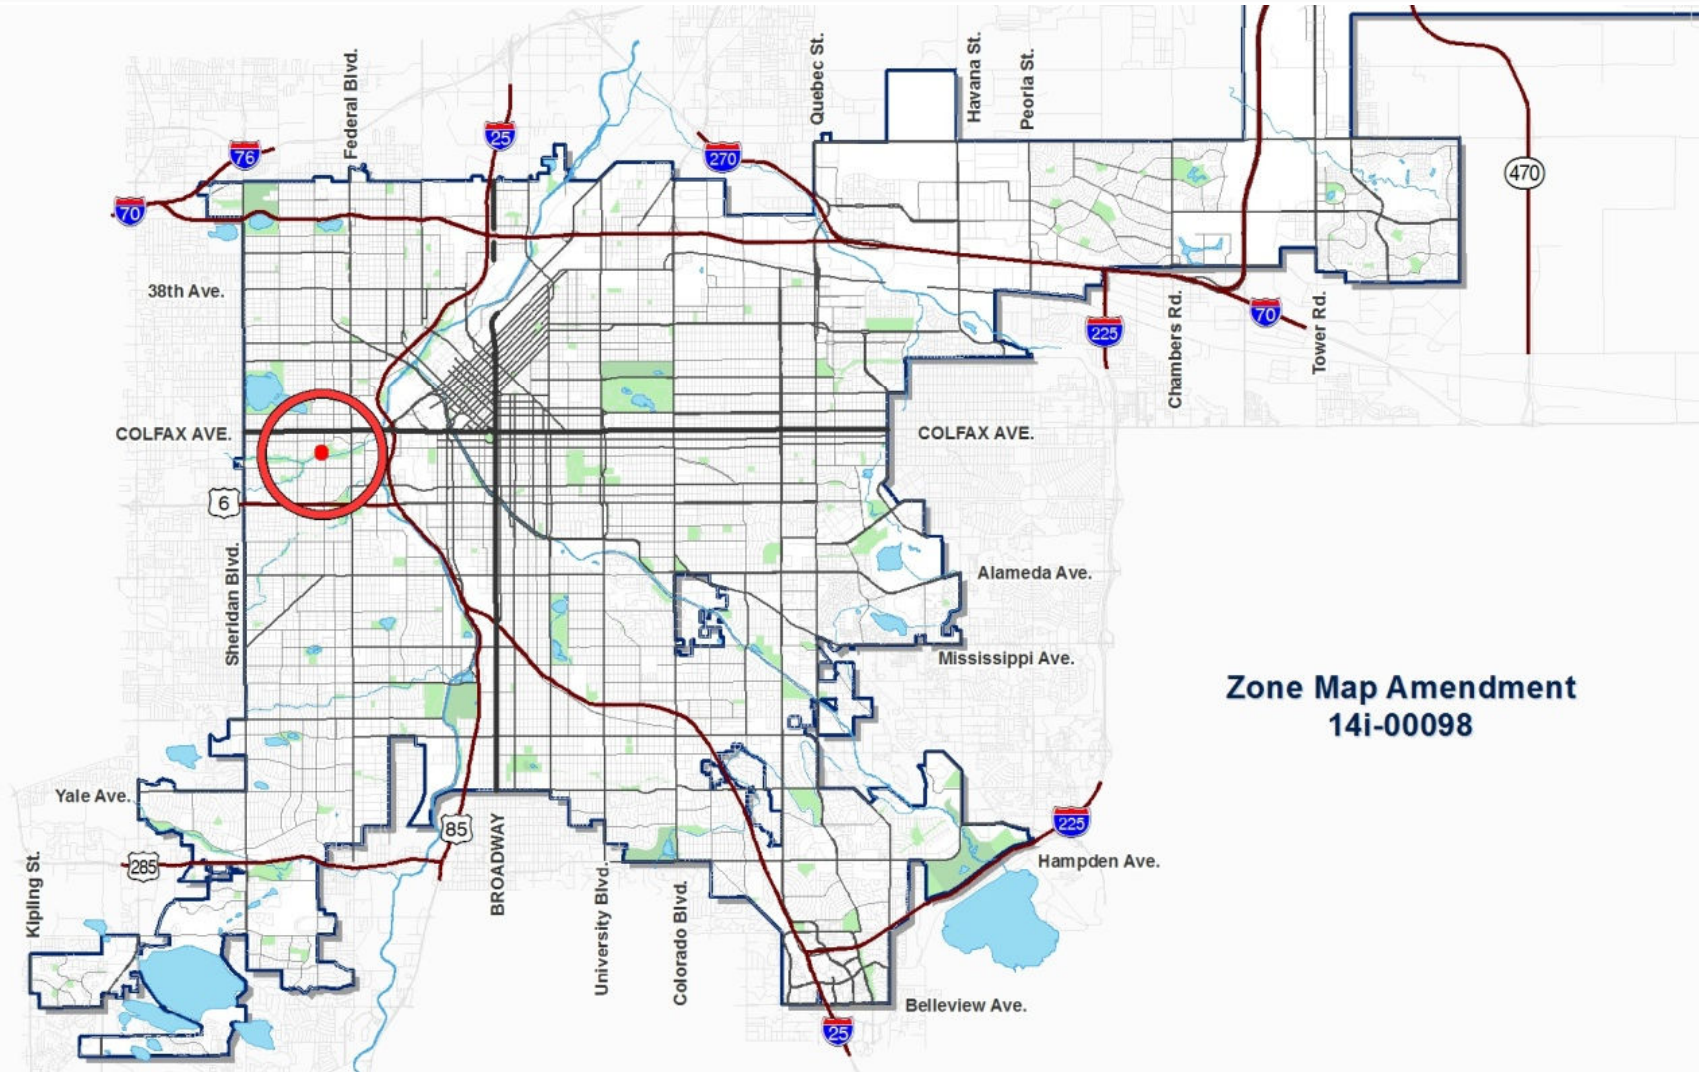 Federal Blvd.
Quebec St.
Havana St.
Peoria St.
25
76
270
470
70
38th Ave.
225
70
Chambers Rd.
Tower Rd.
COLFAX AVE.
COLFAX AVE.
6
Sheridan Blvd.
Alameda Ave.
Mississippi Ave.
Zone Map Amendment
14i-00098
Yale Ave.
85
225
285
Hampden Ave.
Kipling St.
BROADWAY
University Blvd.
Colorado Blvd.
Belleview Ave.
25